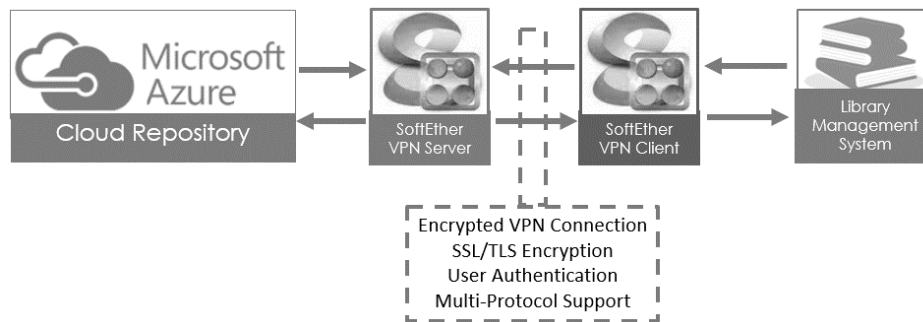 Microsoft
Azure
Cloud Repository
SoftEther
VPN Server
SoftEther
VPN Client
Library
Management
System
Encrypted VPN Connection
SSL/TLS Encryption
User Authentication
Multi-Protocol Support